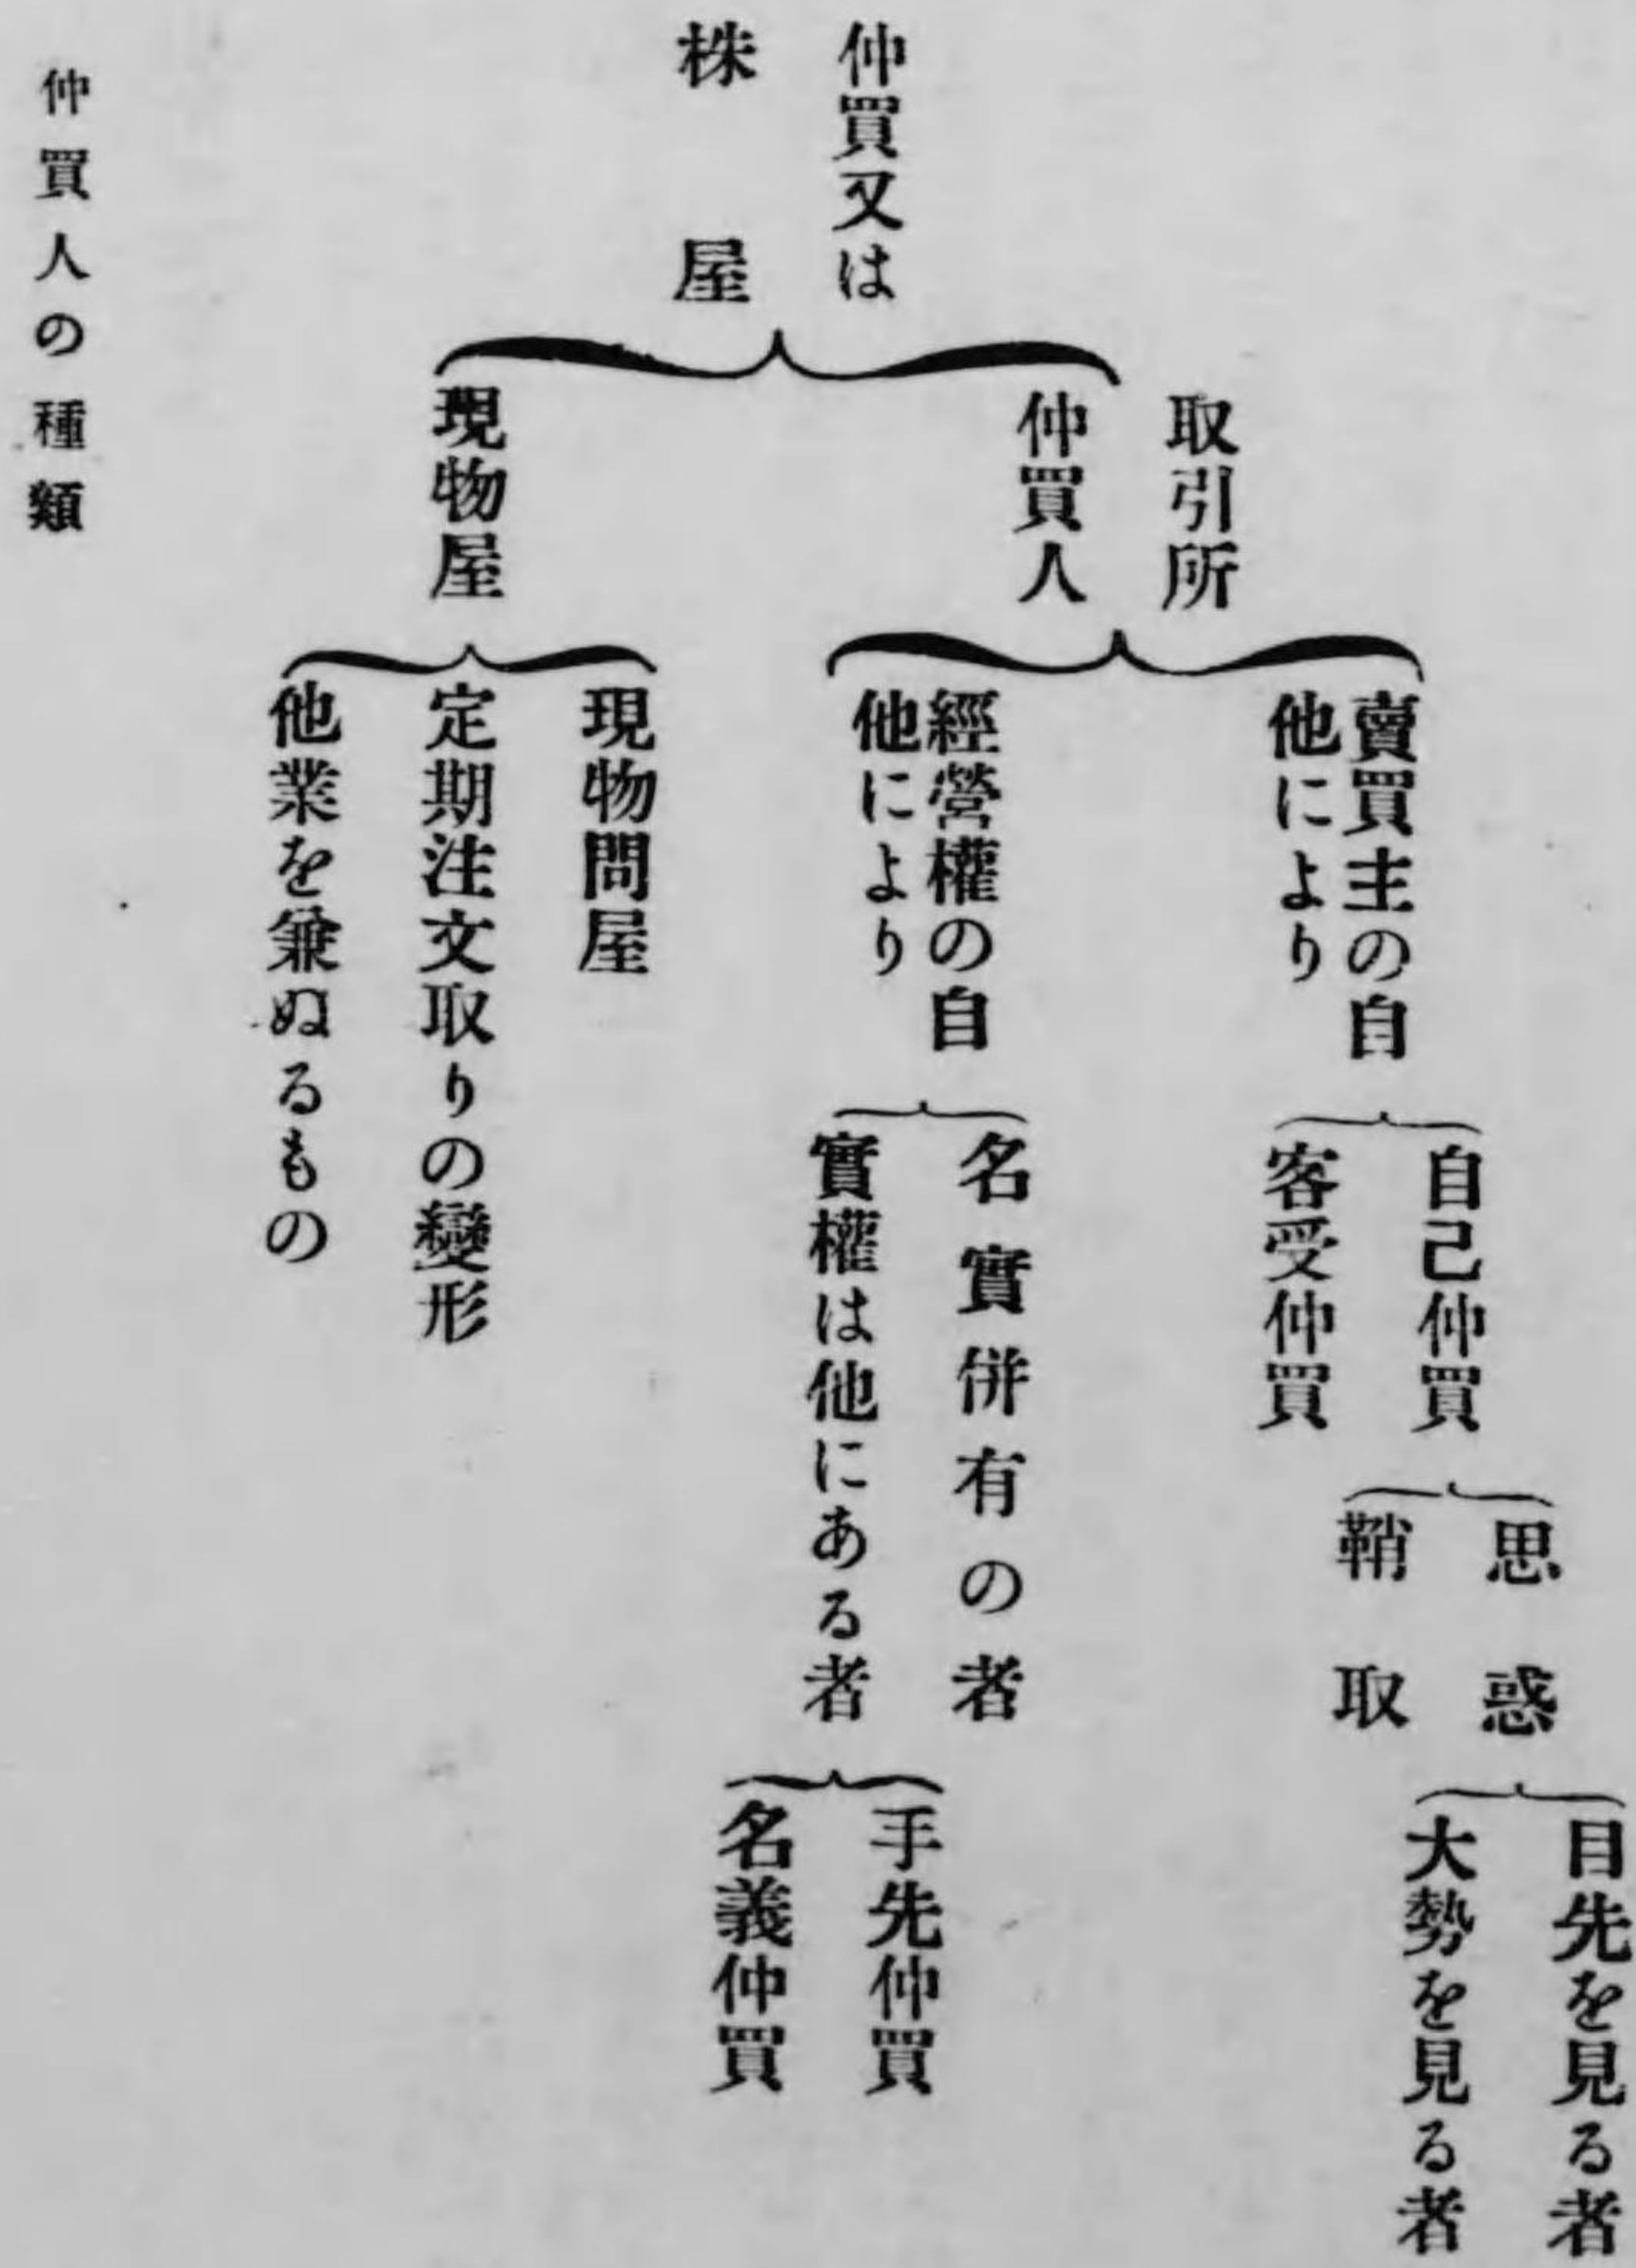 仲買又は
株屋
取引所
仲買人
賣買主の自
他により
自己仲買
思惑
目先を見る者
大勢を見る者
鞘取
客受仲買
經營權の自
他により
名實併有の者
實權は他にある者
手先仲買
名義仲買
現物屋
現物問屋
定期注文取りの變形
他業を兼ぬるもの
仲買人の種類